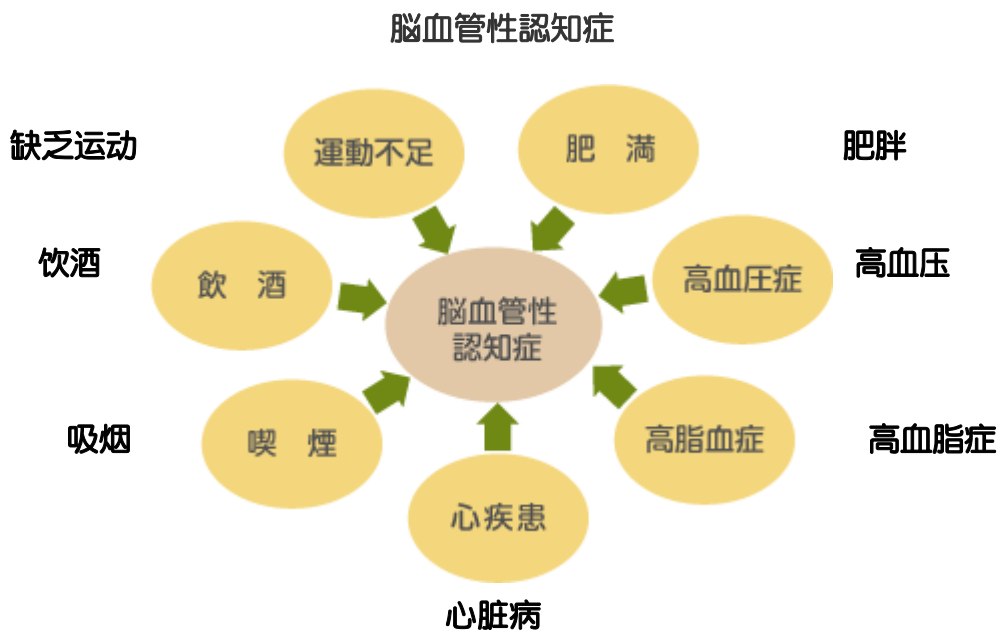 脳血管性認知症
缺乏运动
運動不足
肥　満
肥胖
饮酒
飲　酒
高血圧症
高血压
脳血管性
認知症
吸烟
喫　煙
高脂血症
高血脂症
心疾患
心脏病